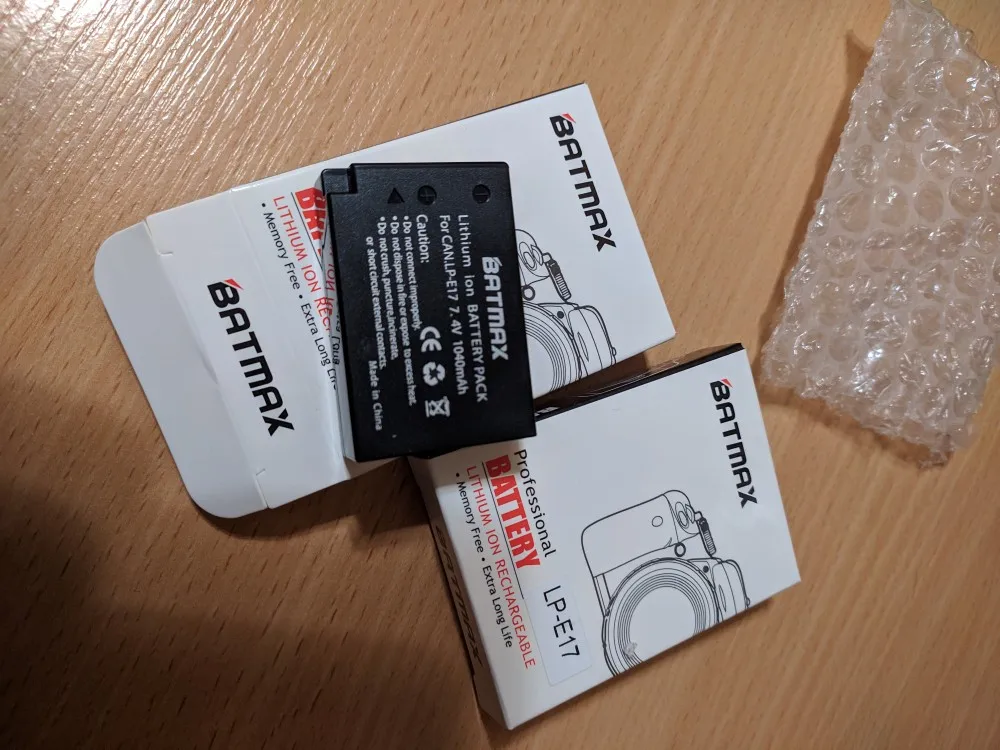 BATMAX
LITHIUM ION REC
• Memory Free • Extra Long Life
BATMAX
BATMAX
Lithium ion BATTERY PACK
For CAN.LP-E17 7.4V 1040mAh
Caution:
•Do not connect improperly.
•Do not dispose in fire or expose to excess heat.
•Do not crush,puncture,incinerate,
or short circuit external contacts.
CE
Made in China
BATMAX
Professional
BATTERY
LITHIUM ION RECHARGEABLE
• Memory Free • Extra Long Life
LP-E17
BATMAX